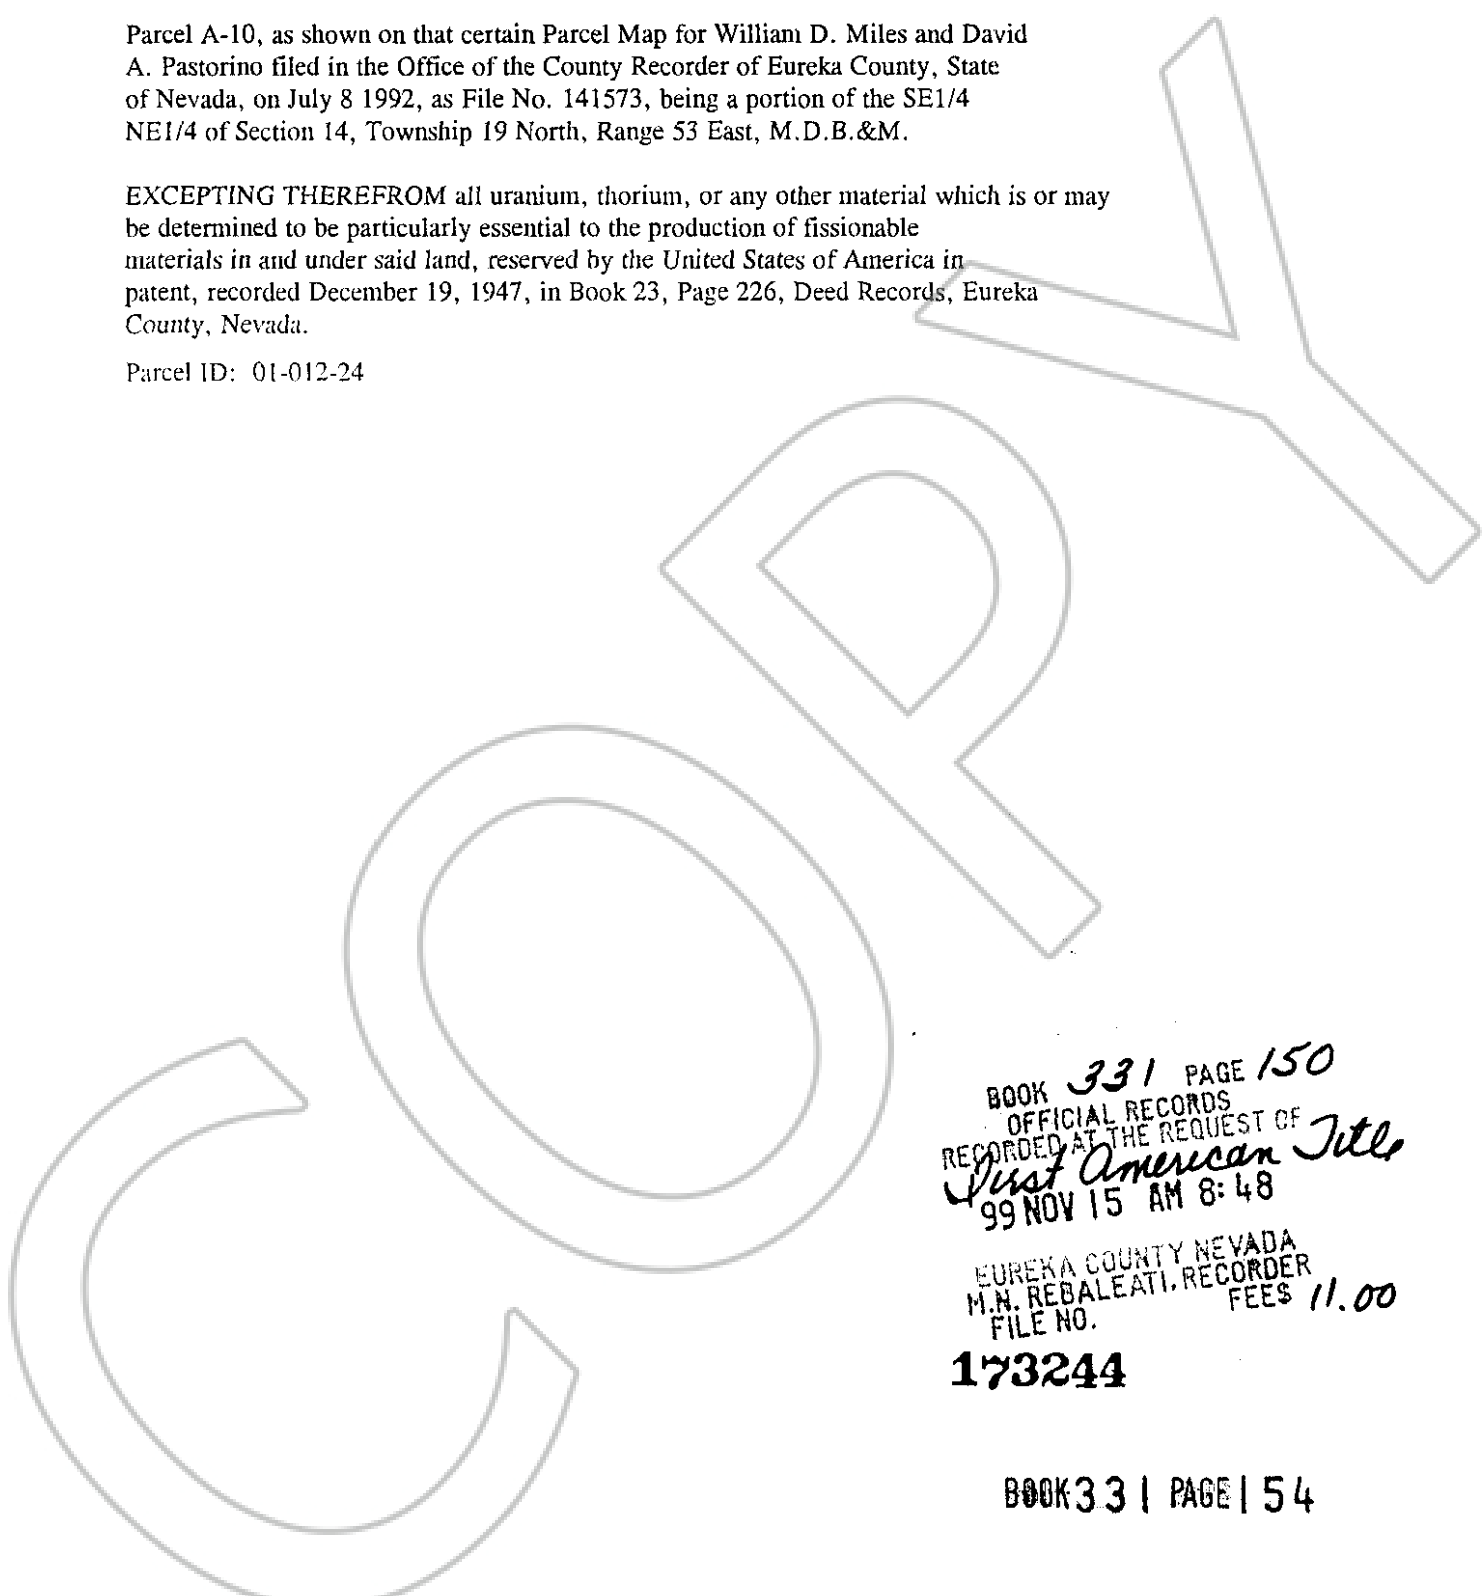 Parcel A-10, as shown on that certain Parcel Map for William D. Miles and David
A. Pastorino filed in the Office of the County Recorder of Eureka County, State
of Nevada, on July 8 1992, as File No. 141573, being a portion of the SE1/4
NE1/4 of Section 14, Township 19 North, Range 53 East, M.D.B.&M.
EXCEPTING THEREFROM all uranium, thorium, or any other material which is or may
be determined to be particularly essential to the production of fissionable
materials in and under said land, reserved by the United States of America in
patent, recorded December 19, 1947, in Book 23, Page 226, Deed Records, Eureka
County, Nevada.
Parcel ID: 01-012-24
COPY
BOOK 331 PAGE 150
OFFICIAL RECORDS
RECORDED AT THE REQUEST OF
First American Title
99 NOV 15 AM 8:48
EUREKA COUNTY NEVADA
M.N. REBALEATI, RECORDER
FILE NO. FEES 11.00
173244
BOOK 331 PAGE 154